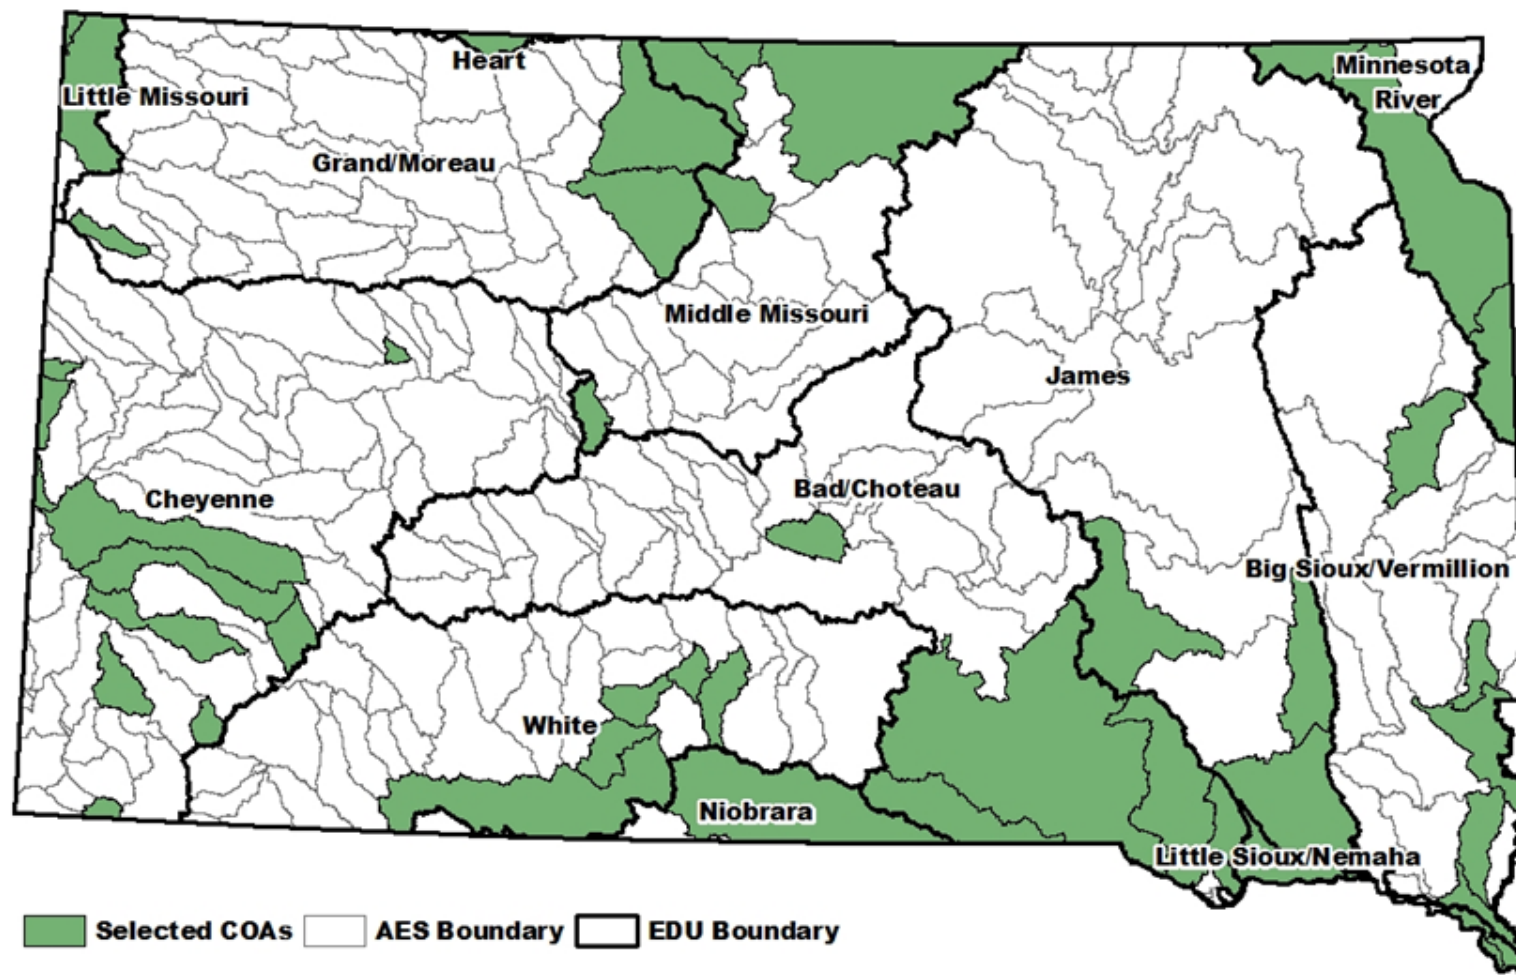 Heart
Minnesota
River
Little Missouri
Grand/Moreau
Middle Missouri
James
Cheyenne
Bad/Choteau
Big Sioux/Vermillion
White
Niobrara
Little Sioux/Nemaha
Selected COAs AES Boundary EDU Boundary